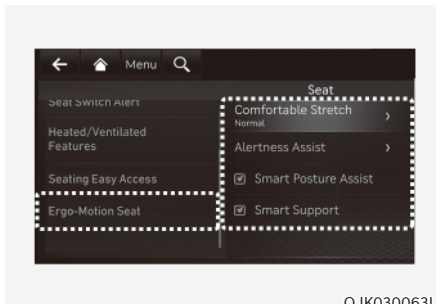 Menu
Seat
Seat Switch Alert
Comfortable Stretch
Normal
Heated/Ventilated
Features
Alertness Assist
Seating Easy Access
Smart Posture Assist
Ergo-Motion Seat
Smart Support
OJK030063L